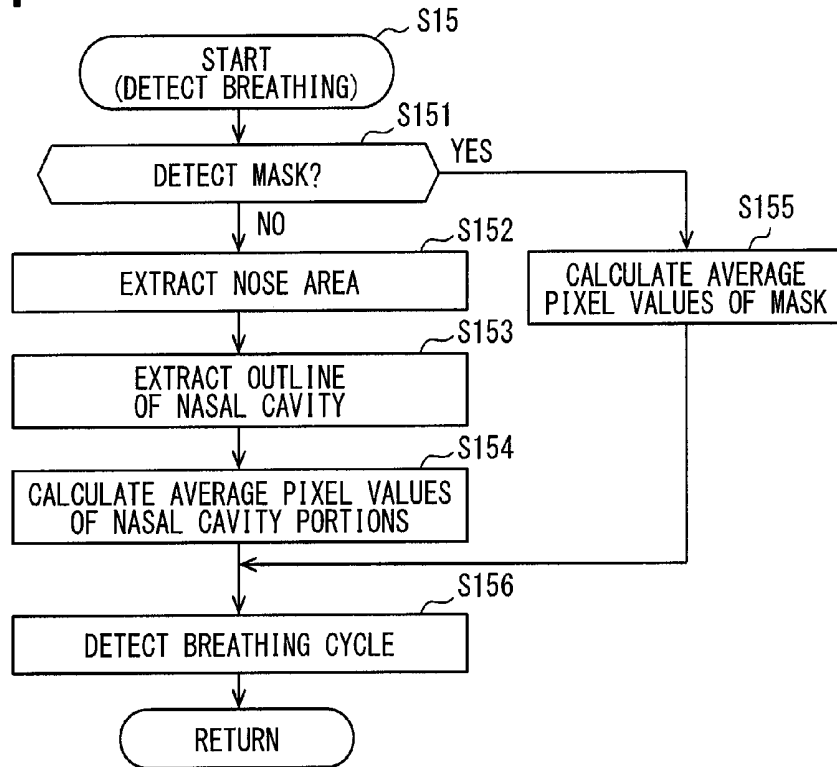 S15
START
(DETECT BREATHING)
S151
DETECT MASK?
YES
NO
S152
EXTRACT NOSE AREA
S155
CALCULATE AVERAGE
PIXEL VALUES OF MASK
S153
EXTRACT OUTLINE
OF NASAL CAVITY
S154
CALCULATE AVERAGE PIXEL VALUES
OF NASAL CAVITY PORTIONS
S156
DETECT BREATHING CYCLE
RETURN